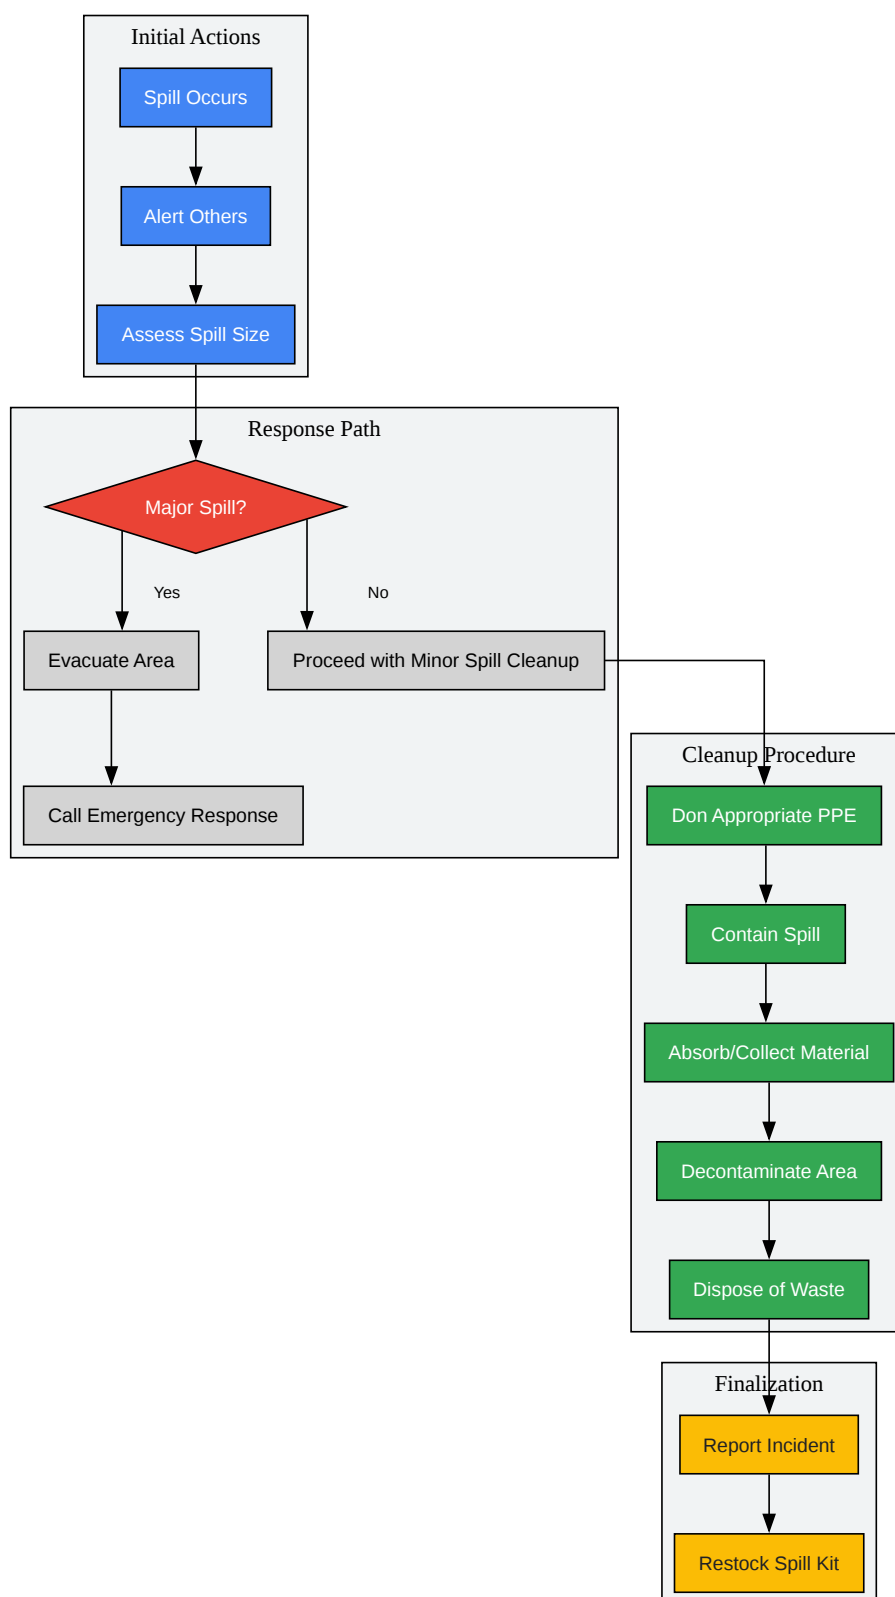 Initial Actions
Spill Occurs
Alert Others
Assess Spill Size
Response Path
Major Spill?
Yes
No
Evacuate Area
Proceed with Minor Spill Cleanup
Call Emergency Response
Cleanup Procedure
Don Appropriate PPE
Contain Spill
Absorb/Collect Material
Decontaminate Area
Dispose of Waste
Finalization
Report Incident
Restock Spill Kit